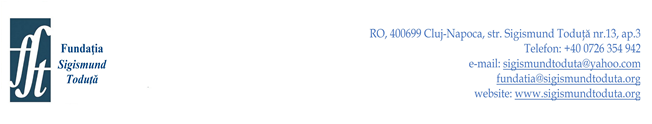 fft
Fundația
Sigismund
Toduță
RO, 400699 Cluj-Napoca, str. Sigismund Toduță nr.13, ap.3
Telefon: +40 0726 354 942
e-mail: sigismundtoduta@yahoo.com
fundatia@sigismundtoduta.org
website: www.sigismundtoduta.org